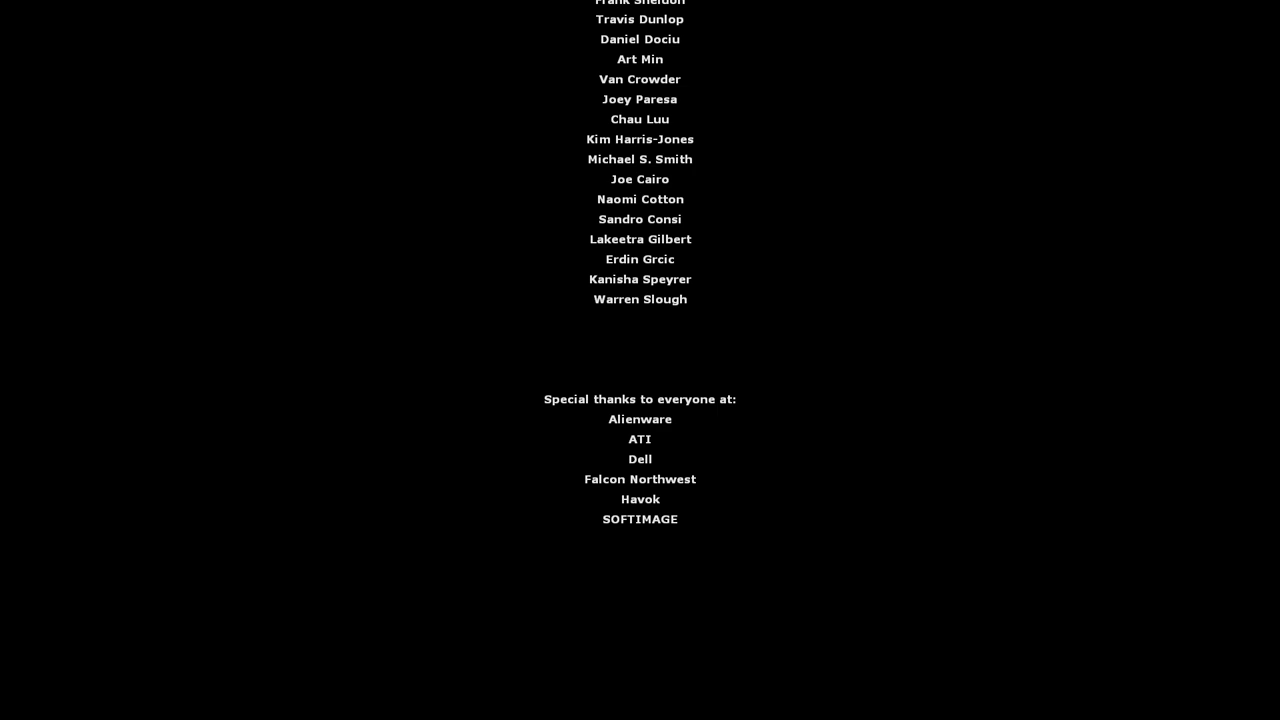 Frank Sheldon
Travis Dunlop
Daniel Dociu
Art Min
Van Crowder
Joey Paresa
Chau Luu
Kim Harris-Jones
Michael S. Smith
Joe Cairo
Naomi Cotton
Sandro Consi
Lakeetra Gilbert
Erdin Grcic
Kanisha Speyrer
Warren Slough
Special thanks to everyone at:
Alienware
ATI
Dell
Falcon Northwest
Havok
SOFTIMAGE